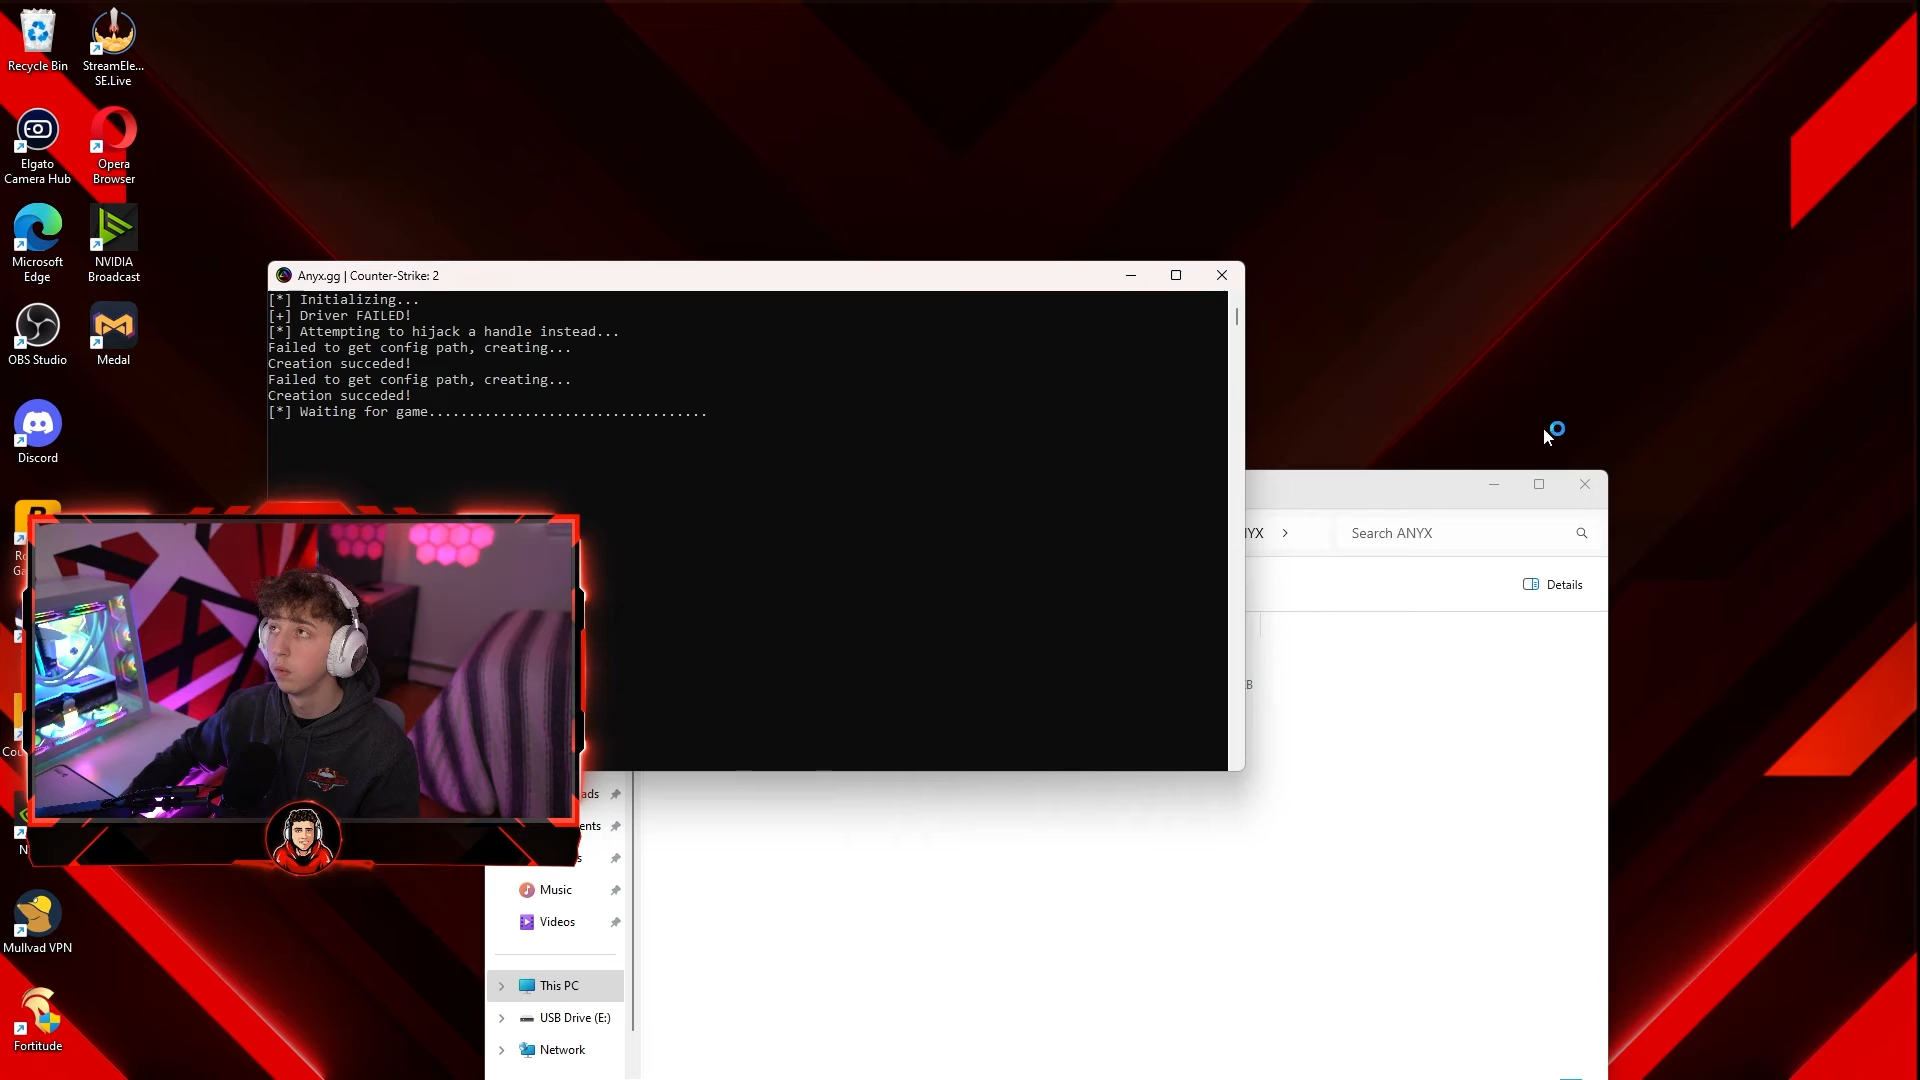 Recycle Bin
StreamEle...
SE.Live
Elgato
Camera Hub
Opera
Browser
Microsoft
Edge
NVIDIA
Broadcast
OBS Studio
Medal
Discord
Mullvad VPN
Fortitude
Anyx.gg | Counter-Strike: 2
[*] Initializing...
[+] Driver FAILED!
[*] Attempting to hijack a handle instead...
Failed to get config path, creating...
Creation succeded!
Failed to get config path, creating...
Creation succeded!
[*] Waiting for game...................................
NYX
Search ANYX
Details
Music
Videos
This PC
USB Drive (E:)
Network